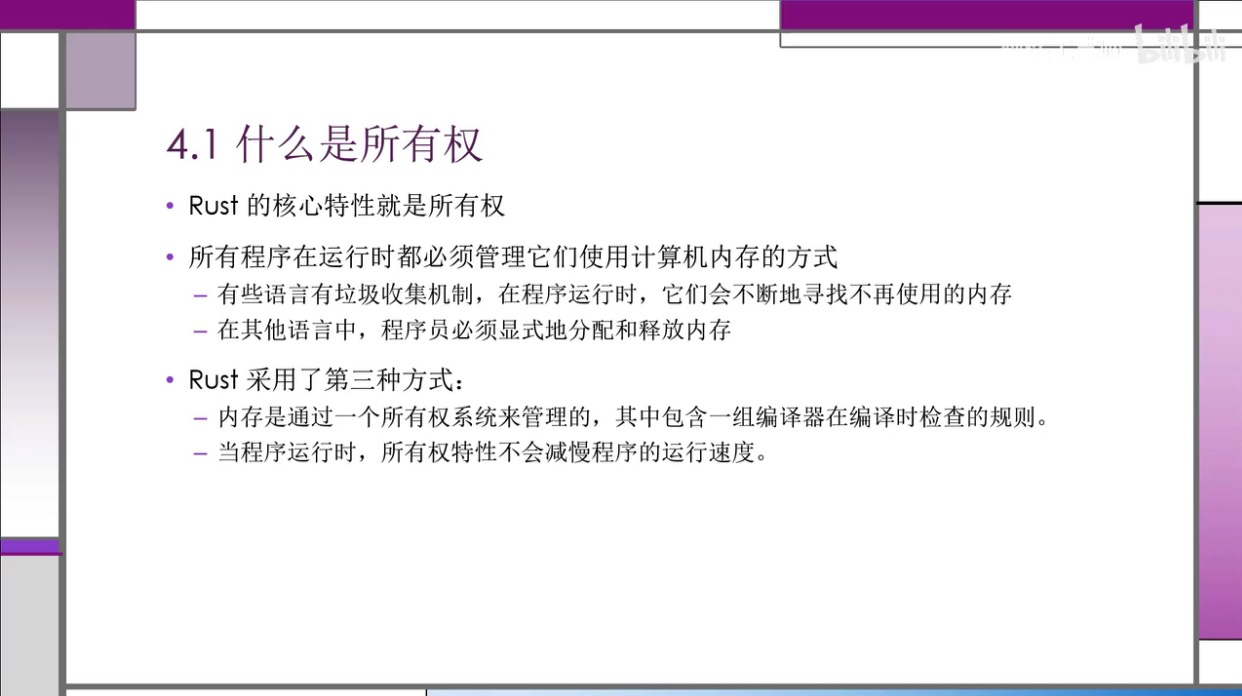 bilibili
4.1 什么是所有权
• Rust 的核心特性就是所有权
• 所有程序在运行时都必须管理它们使用计算机内存的方式
– 有些语言有垃圾收集机制，在程序运行时，它们会不断地寻找不再使用的内存
– 在其他语言中，程序员必须显式地分配和释放内存
• Rust 采用了第三种方式：
– 内存是通过一个所有权系统来管理的，其中包含一组编译器在编译时检查的规则。
– 当程序运行时，所有权特性不会减慢程序的运行速度。